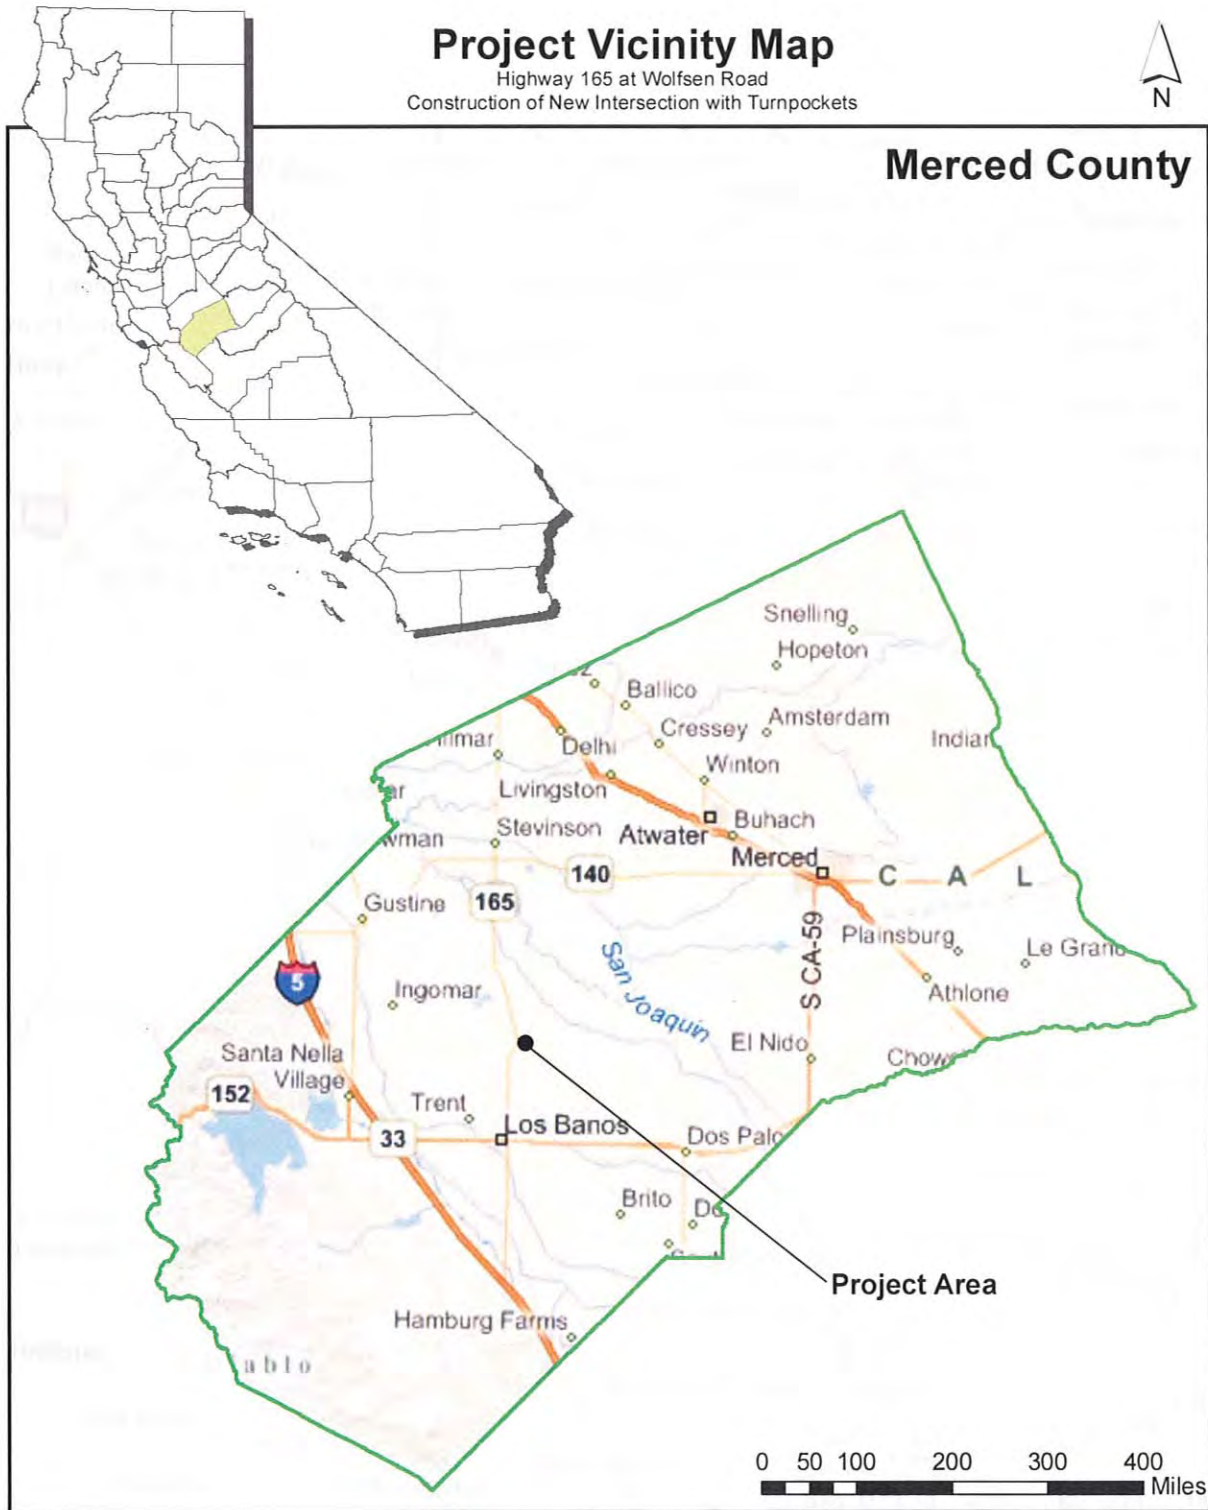 Project Vicinity Map
Highway 165 at Wolfsen Road
Construction of New Intersection with Turnpockets
N
Merced County
Snelling
Hopeton
Ballico
Amsterdam
Cressey
Delhi
Indian
Winton
Livingston
Stevinson
Buhach
Atwater
Merced
140
C A L
165
Gustine
S CA-59
Plainsburg
Le Grand
San Joaquin
5
Ingomar
Athlone
El Nido
Santa Nella
Village
152
Trent
Los Banos
33
Dos Palo
Brito
Project Area
Hamburg Farms
ablo
0 50 100 200 300 400
Miles